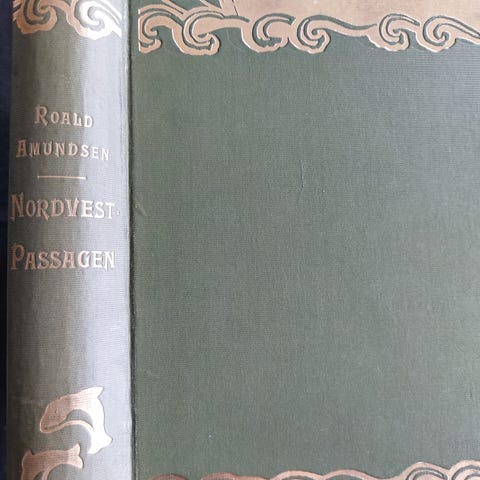 ROALD
AMUNDSEN
NORDVEST-
PASSAGEN